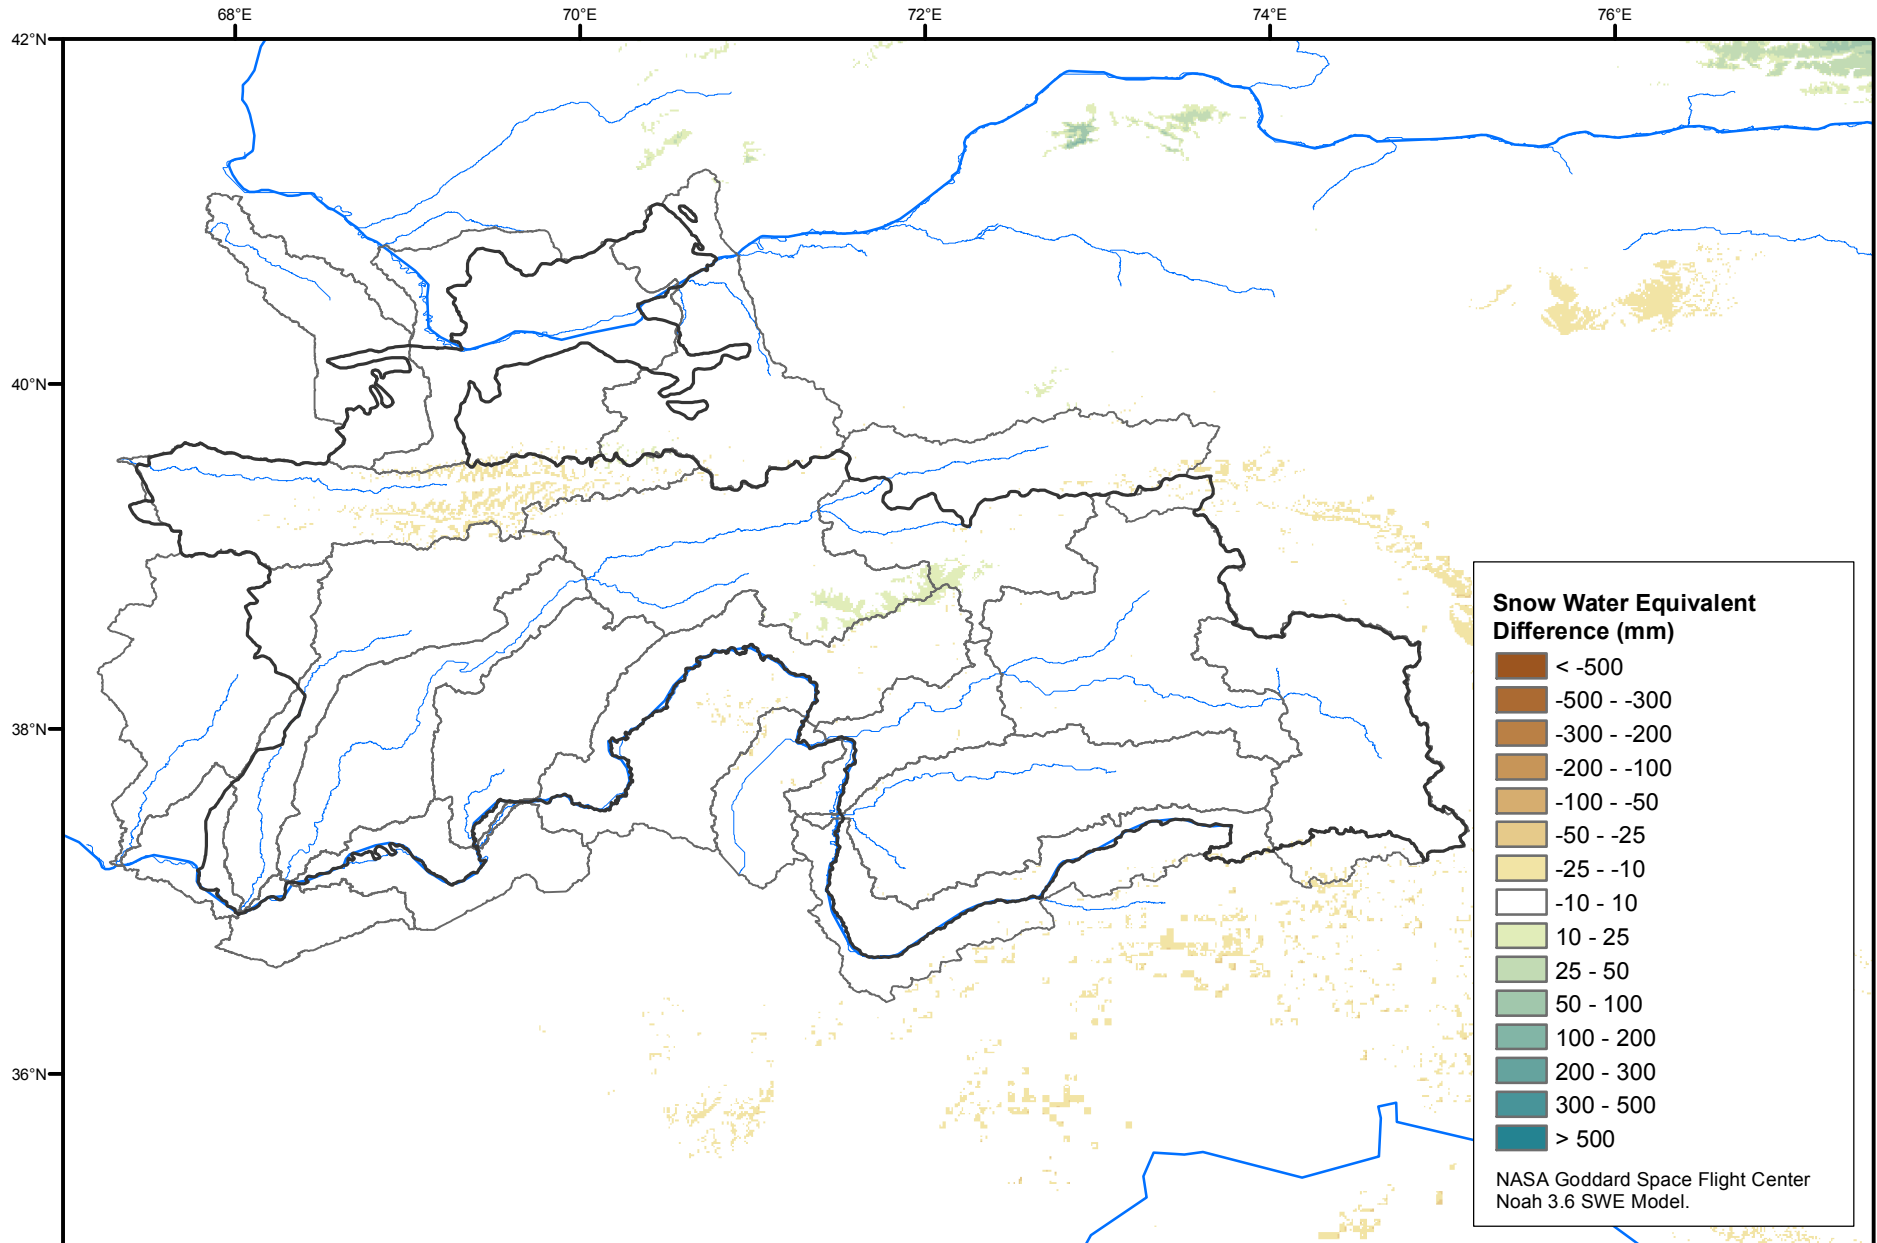 68°E
70°E
72°E
74°E
76°E
42°N
40°N
38°N
36°N
Snow Water Equivalent
Difference (mm)
< -500
-500 - -300
-300 - -200
-200 - -100
-100 - -50
-50 - -25
-25 - -10
-10 - 10
10 - 25
25 - 50
50 - 100
100 - 200
200 - 300
300 - 500
> 500
NASA Goddard Space Flight Center
Noah 3.6 SWE Model.